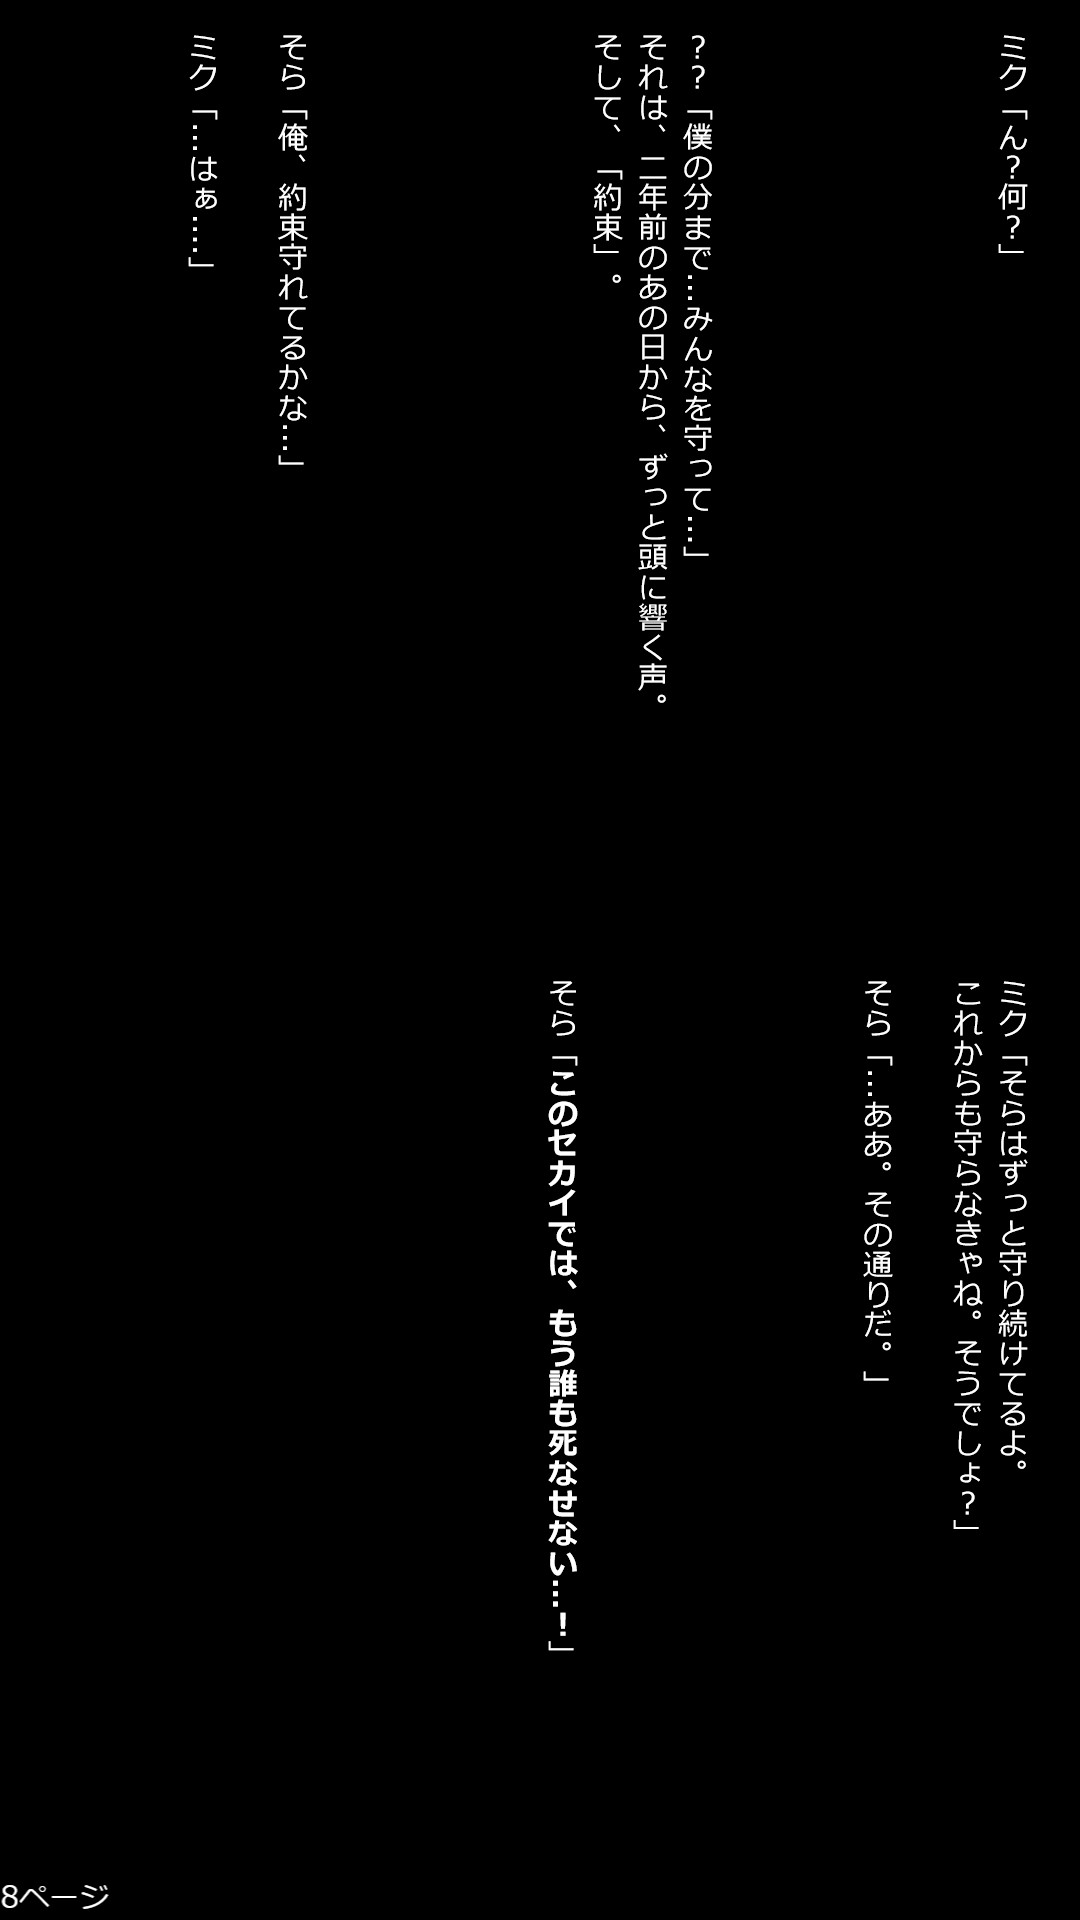 ミク「ん？何？」
？？「僕の分まで…みんなを守って…」
それは、二年前のあの日から、ずっと頭に響く声。
そして、「約束」。
そら「俺、約束守れてるかな…」
ミク「…はぁ……」
ミク「そらはずっと守り続けてるよ。
これからも守らなきゃね。そうでしょ？」
そら「…ああ。その通りだ。」
そら「このセカイでは、もう誰も死なせない…！」
8ページ